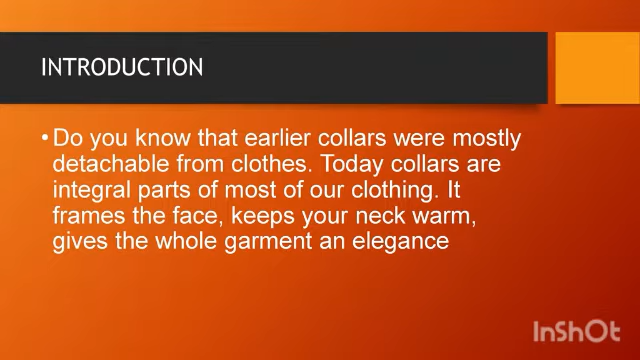 INTRODUCTION
• Do you know that earlier collars were mostly
detachable from clothes. Today collars are
integral parts of most of our clothing. It
frames the face, keeps your neck warm,
gives the whole garment an elegance
INSHOT